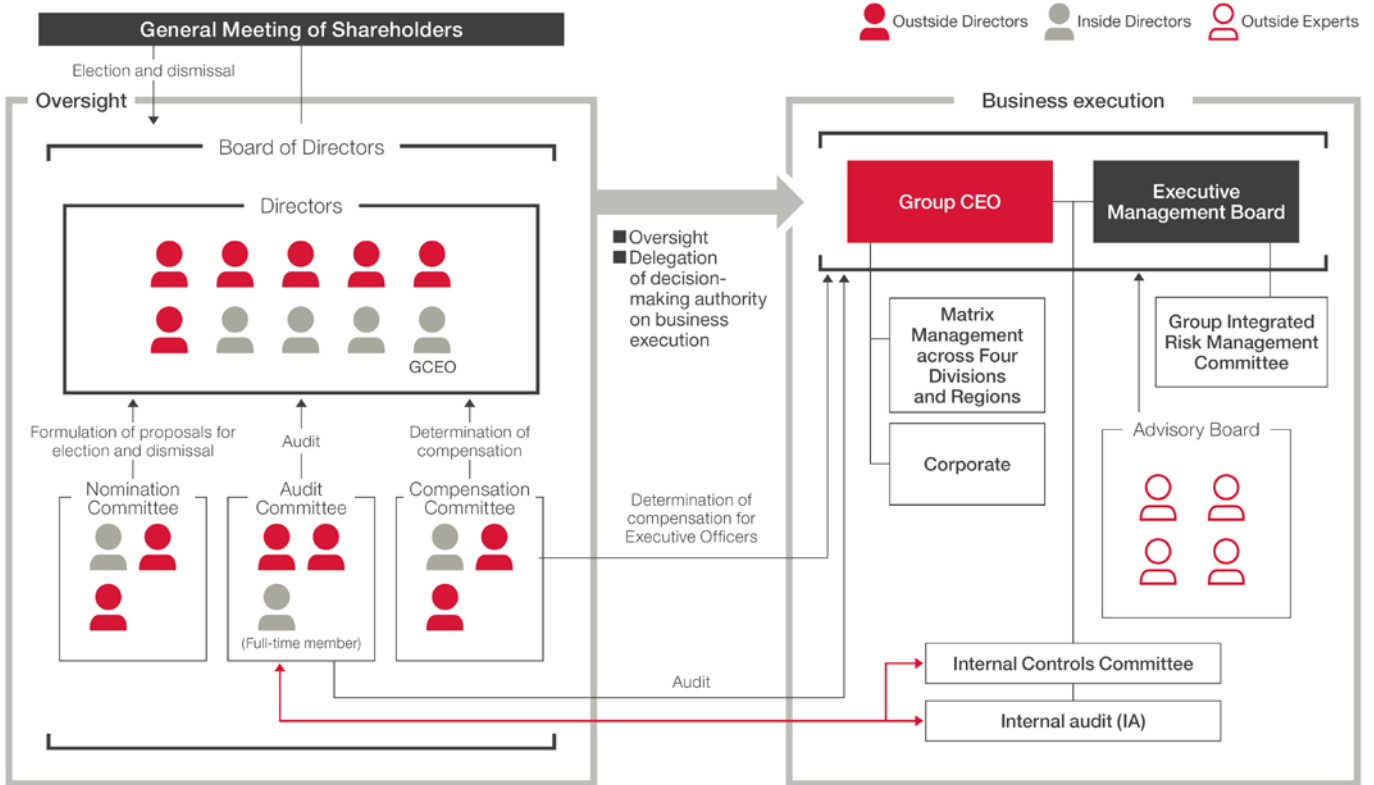 General Meeting of Shareholders
Oustside Directors
Inside Directors
Outside Experts
Election and dismissal
Oversight
Board of Directors
Directors
GCEO
Formulation of proposals for
election and dismissal
Audit
Determination of
compensation
Nomination
Committee
Audit
Committee
(Full-time member)
Compensation
Committee
■Oversight
■Delegation
of decision-
making authority
on business
execution
Determination of
compensation for
Executive Officers
Audit
Business execution
Group CEO
Executive
Management Board
Matrix
Management
across Four
Divisions
and Regions
Corporate
Group Integrated
Risk Management
Committee
Advisory Board
Internal Controls Committee
Internal audit (IA)